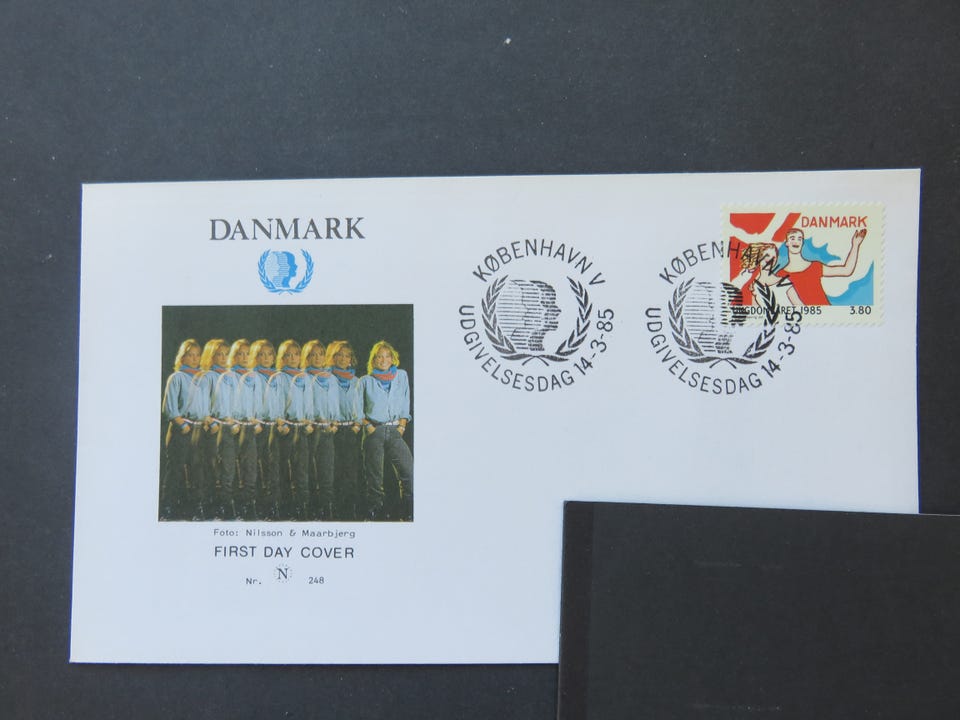 DANMARK
Foto: Nilsson & Maarbjerg
FIRST DAY COVER
Nr. N 248
KØBENHAVN V
UDGIVELSESDAG 14-3-85
KØBENHAVN V
UDGIVELSESDAG 14-3-85
DANMARK
UNGDOMSÅRET 1985 3.80